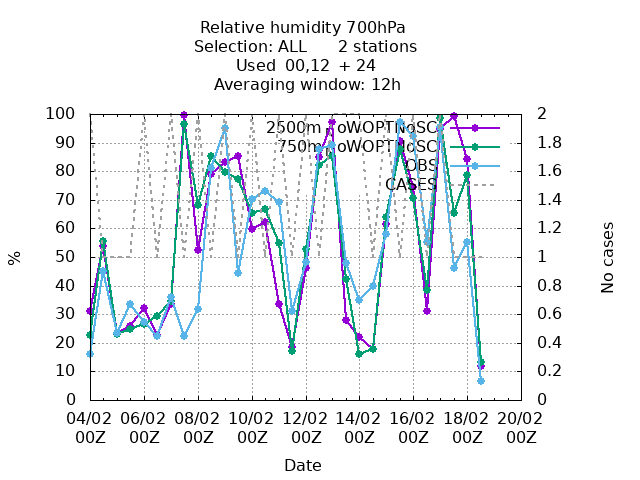 Relative humidity 700hPa
Selection: ALL 2 stations
Used 00,12 + 24
Averaging window: 12h
100 2
90 1.8
80 1.6
70 1.4
60 1.2
50 1
40 0.8
30 0.6
20 0.4
10 0.2
0 0
%
No cases
2500m
750m
OBS
CASES
04/02 06/02 08/02 10/02 12/02 14/02 16/02 18/02 20/02
00Z 00Z 00Z 00Z 00Z 00Z 00Z 00Z 00Z
Date